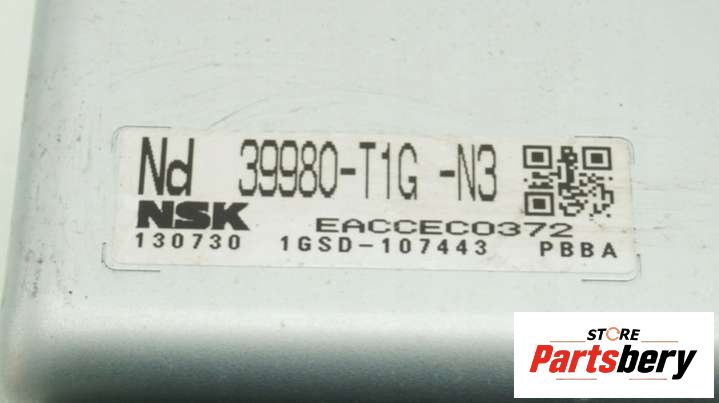 Nd 39980-T1G -N3
NSK EACCEC0372
130730 1GSD-107443 PBBA
STORE
Partsbery